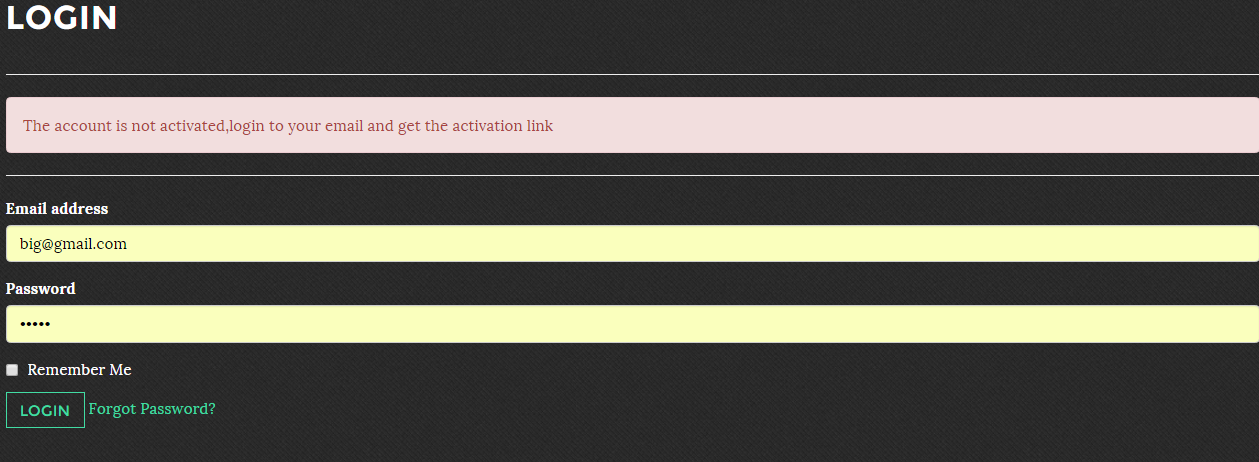 LOGIN
The account is not activated,login to your email and get the activation link
Email address
big@gmail.com
Password
•••••
Remember Me
LOGIN Forgot Password?